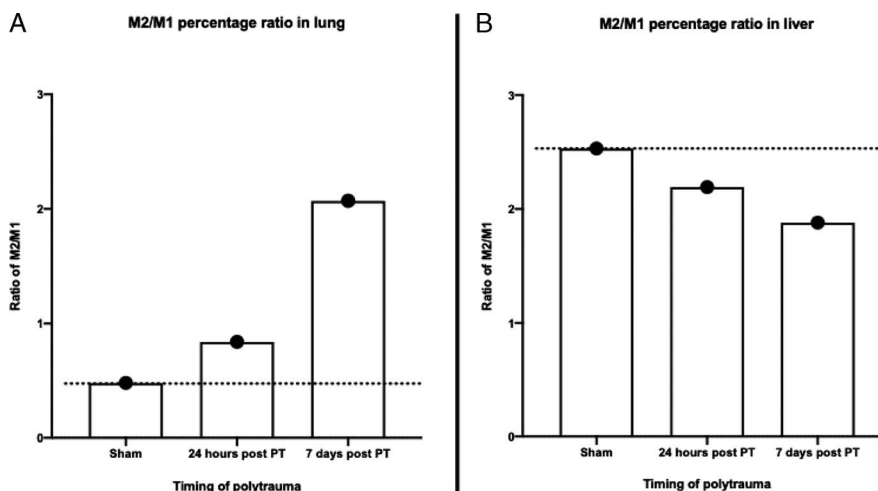 A
M2/M1 percentage ratio in lung
3
2
1
0
Ratio of M2/M1
Sham
24 hours post PT
7 days post PT
Timing of polytrauma
B
M2/M1 percentage ratio in liver
3
2
1
0
Ratio of M2/M1
Sham
24 hours post PT
7 days post PT
Timing of polytrauma